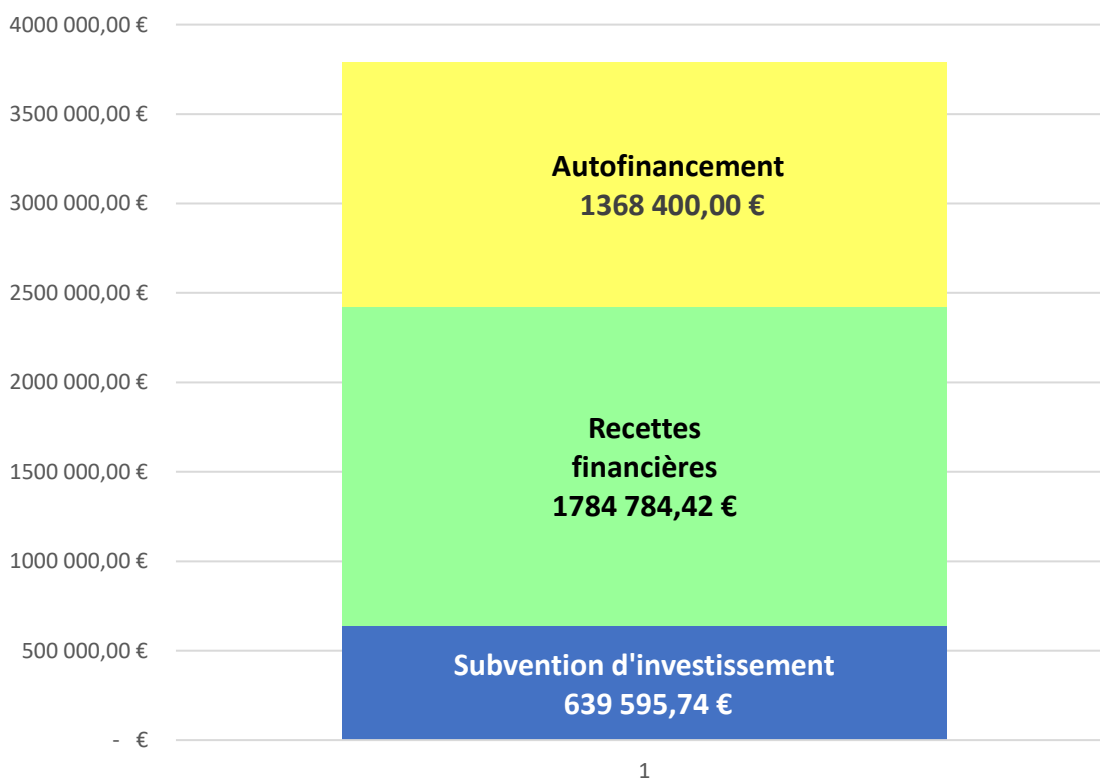 4000 000,00 €
3500 000,00 €
3000 000,00 €
2500 000,00 €
2000 000,00 €
1500 000,00 €
1000 000,00 €
500 000,00 €
- €
Autofinancement
1368 400,00 €
Recettes
financières
1784 784,42 €
Subvention d'investissement
639 595,74 €
1